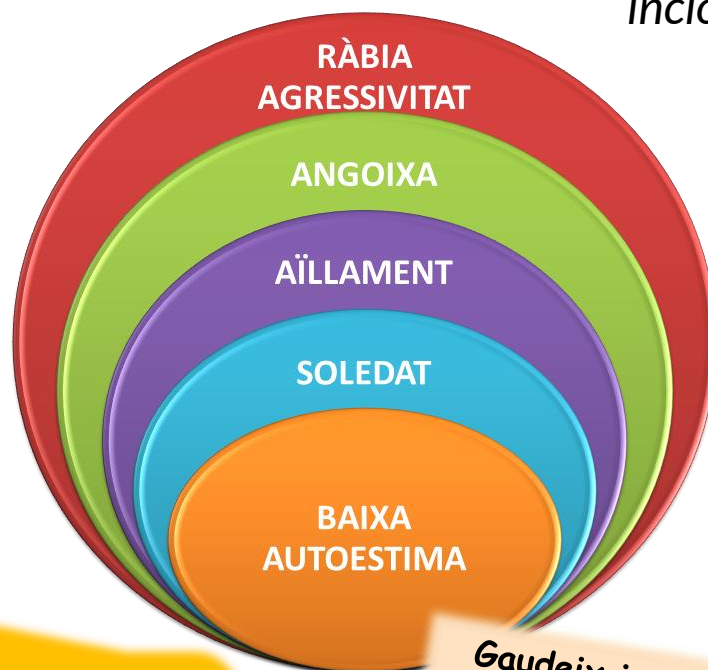 RÀBIA
AGRESSIVITAT
ANGOIXA
AÏLLAMENT
SOLEDAT
BAIXA
AUTOESTIMA